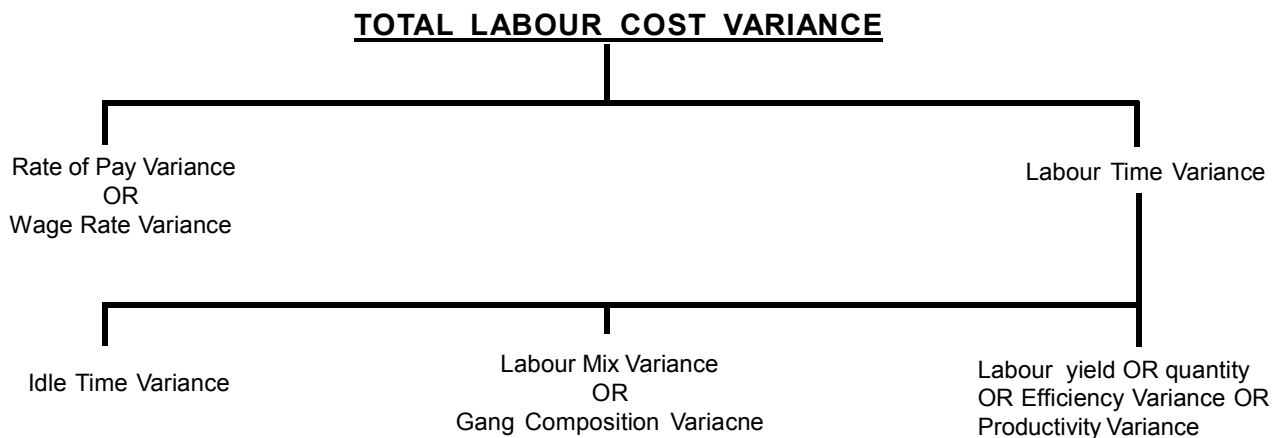 TOTAL LABOUR COST VARIANCE
Rate of Pay Variance
OR
Wage Rate Variance
Labour Time Variance
Idle Time Variance
Labour Mix Variance
OR
Gang Composition Variacne
Labour yield OR quantity
OR Efficiency Variance OR
Productivity Variance